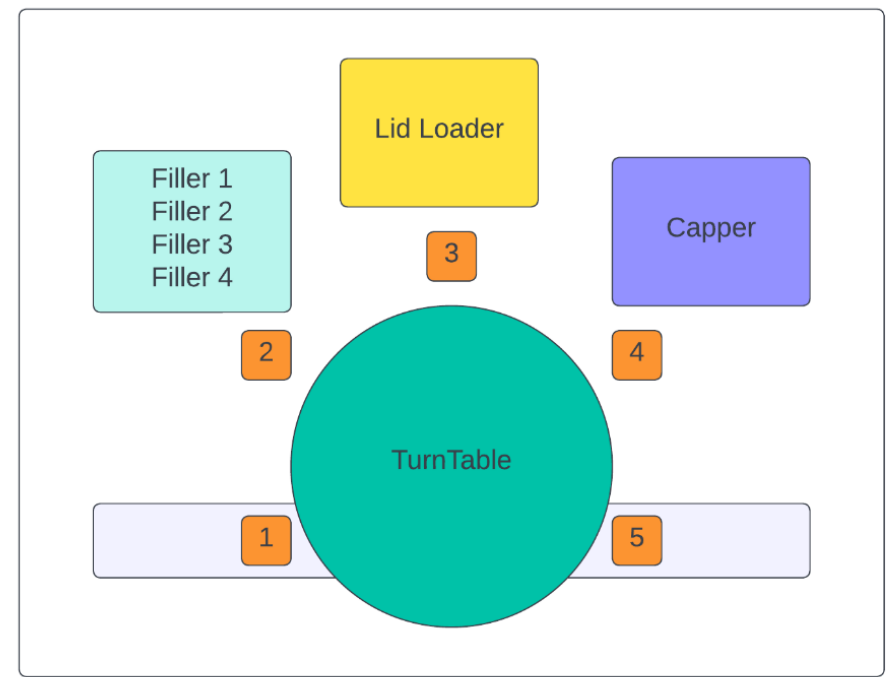 Lid Loader
Filler 1
Filler 2
Filler 3
Filler 4
Capper
3
2
4
TurnTable
1
5